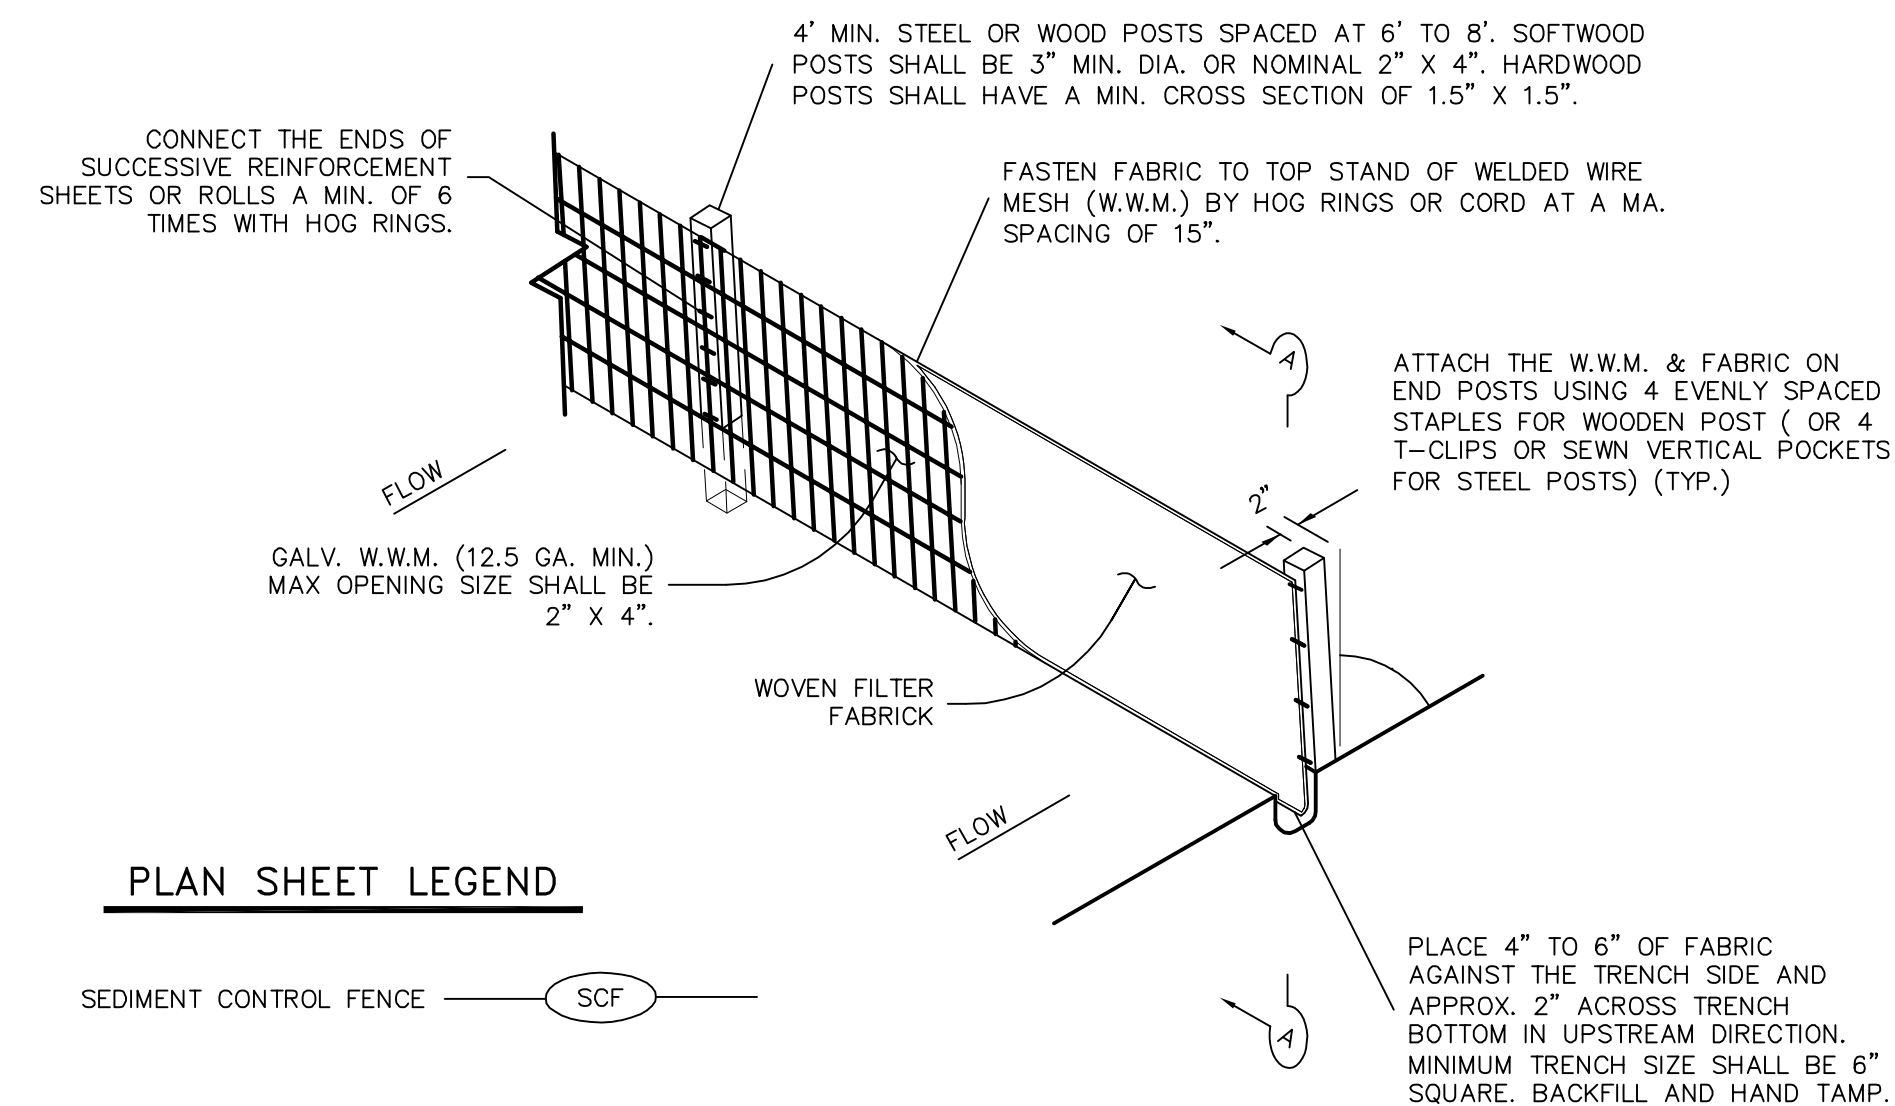 4’ MIN. STEEL OR WOOD POSTS SPACED AT 6’ TO 8’. SOFTWOOD
POSTS SHALL BE 3” MIN. DIA. OR NOMINAL 2” X 4”. HARDWOOD
POSTS SHALL HAVE A MIN. CROSS SECTION OF 1.5” X 1.5”.
CONNECT THE ENDS OF
SUCCESSIVE REINFORCEMENT
SHEETS OR ROLLS A MIN. OF 6
TIMES WITH HOG RINGS.
FASTEN FABRIC TO TOP STAND OF WELDED WIRE
MESH (W.W.M.) BY HOG RINGS OR CORD AT A MA.
SPACING OF 15”.
A
ATTACH THE W.W.M. & FABRIC ON
END POSTS USING 4 EVENLY SPACED
STAPLES FOR WOODEN POST ( OR 4
T-CLIPS OR SEWN VERTICAL POCKETS
FOR STEEL POSTS) (TYP.)
FLOW
2”
GALV. W.W.M. (12.5 GA. MIN.)
MAX OPENING SIZE SHALL BE
2” X 4”.
WOVEN FILTER
FABRICK
FLOW
PLAN SHEET LEGEND
SEDIMENT CONTROL FENCE
SCF
A
PLACE 4” TO 6” OF FABRIC
AGAINST THE TRENCH SIDE AND
APPROX. 2” ACROSS TRENCH
BOTTOM IN UPSTREAM DIRECTION.
MINIMUM TRENCH SIZE SHALL BE 6”
SQUARE. BACKFILL AND HAND TAMP.